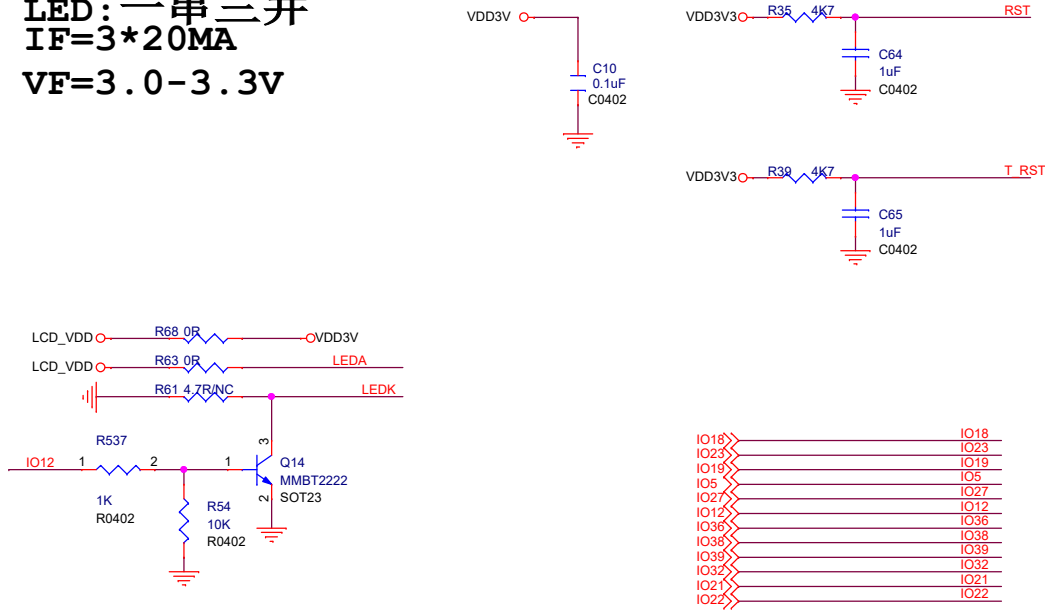 LED:一串三并
IF=3*20MA
VF=3.0-3.3V
VDD3V
C10
0.1uF
C0402
VDD3V3
R35
4K7
RST
C64
1uF
C0402
VDD3V3
R39
4K7
T_RST
C65
1uF
C0402
LCD_VDD
R68 0R
VDD3V
LCD_VDD
R63 0R
LEDA
R61 4.7R/NC
LEDK
IO12
1
R537
2
1K
R0402
R54
10K
R0402
1
3
2
Q14
MMBT2222
SOT23
IO18 IO18
IO23 IO23
IO19 IO19
IO5 IO5
IO27 IO27
IO12 IO12
IO36 IO36
IO38 IO38
IO39 IO39
IO32 IO32
IO21 IO21
IO22 IO22